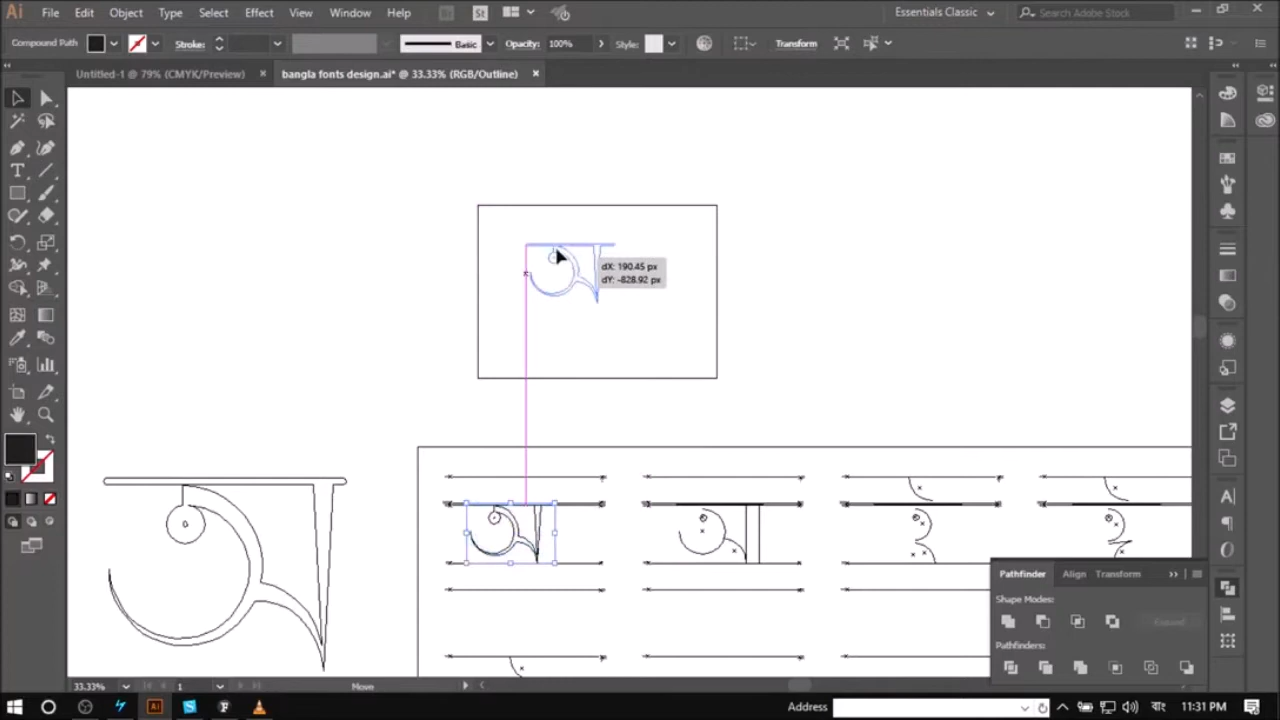 Ai File Edit Object Type Select Effect View Window Help Br St Essentials Classic Search Adobe Stock
Compound Path Stroke: Basic Opacity: 100% Style: Transform
Untitled-1 @ 79% (CMYK/Preview) × bangla fonts design.ai* @ 33.33% (RGB/Outline) ×
dX: 190.45 px
dY: -828.92 px
Pathfinder Align Transform
Shape Modes:
Expand
Pathfinders:
33.33% 1 Move
Address বাং 11:31 PM